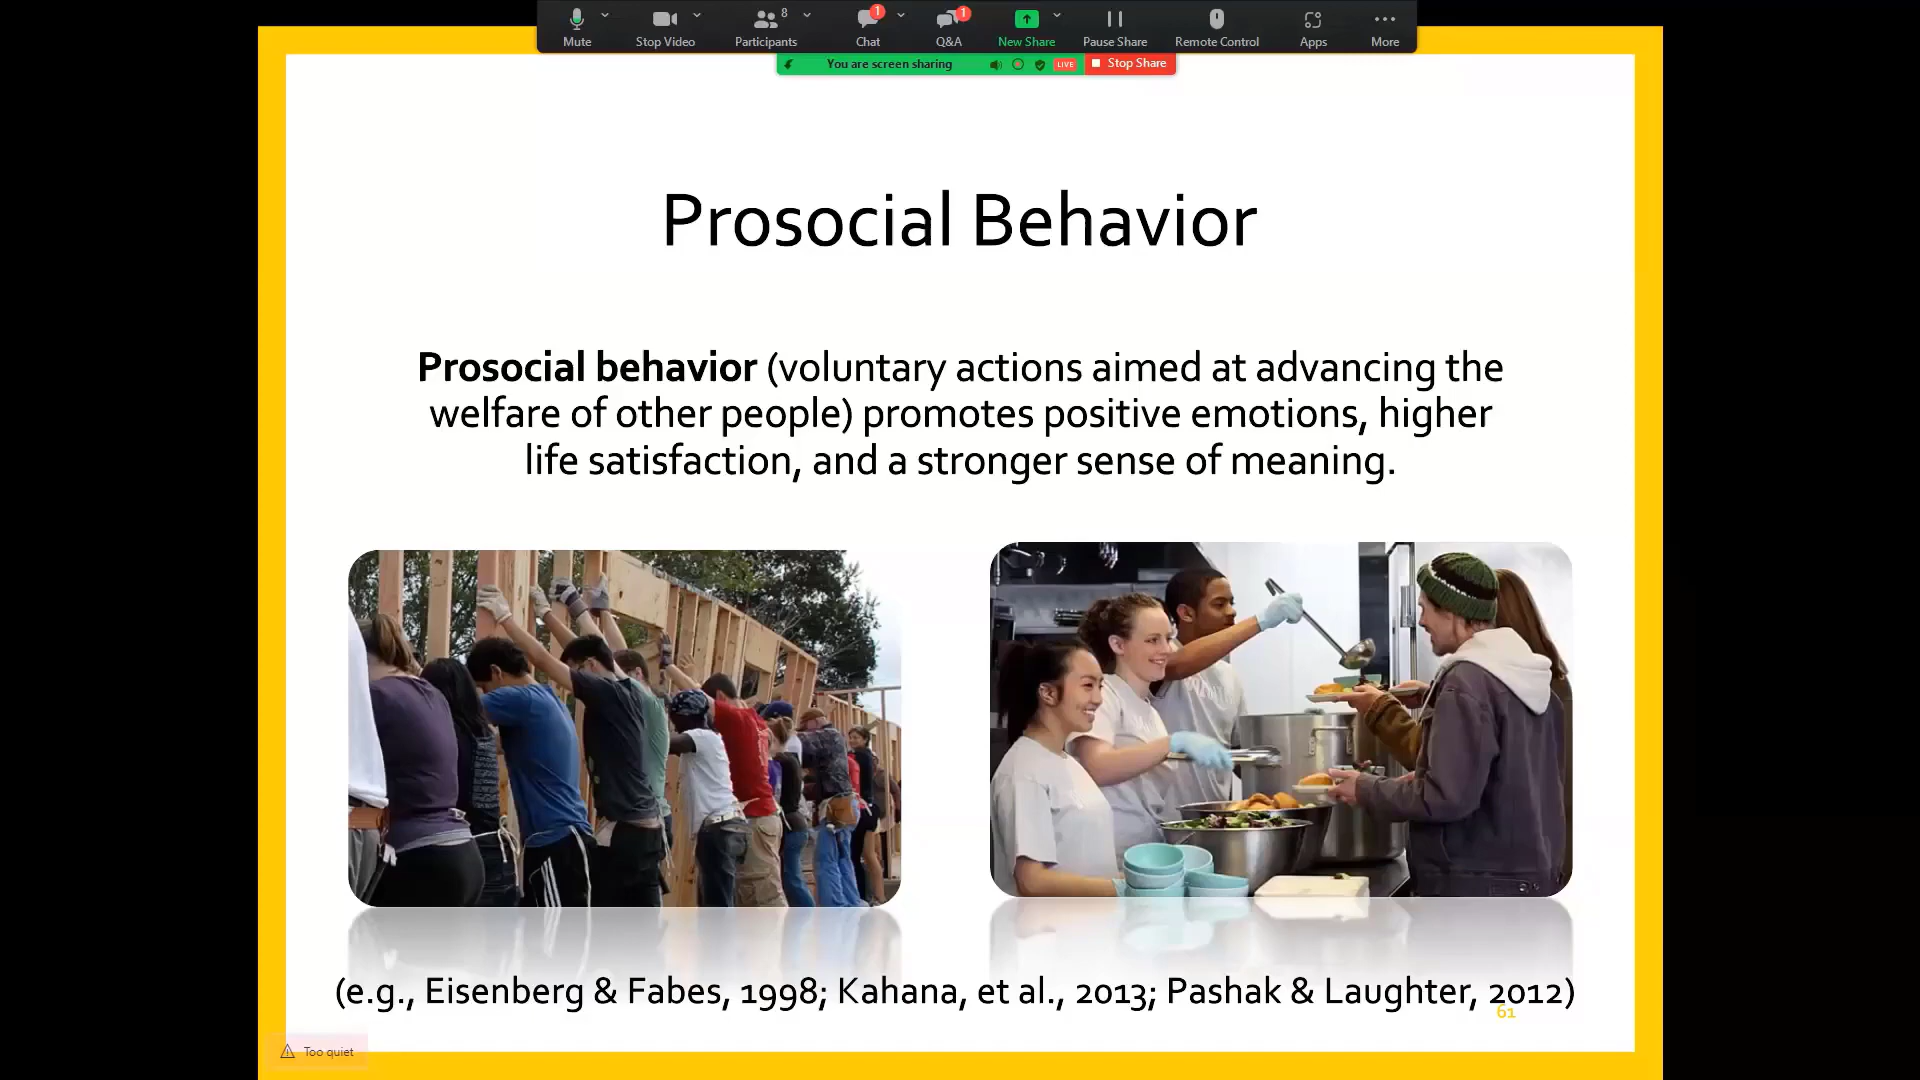 8 1 1
Mute Stop Video Participants Chat Q&A New Share Pause Share Remote Control Apps More
You are screen sharing LIVE Stop Share
Prosocial Behavior
Prosocial behavior (voluntary actions aimed at advancing the
welfare of other people) promotes positive emotions, higher
life satisfaction, and a stronger sense of meaning.
(e.g., Eisenberg & Fabes, 1998; Kahana, et al., 2013; Pashak & Laughter, 2012)
61
Too quiet